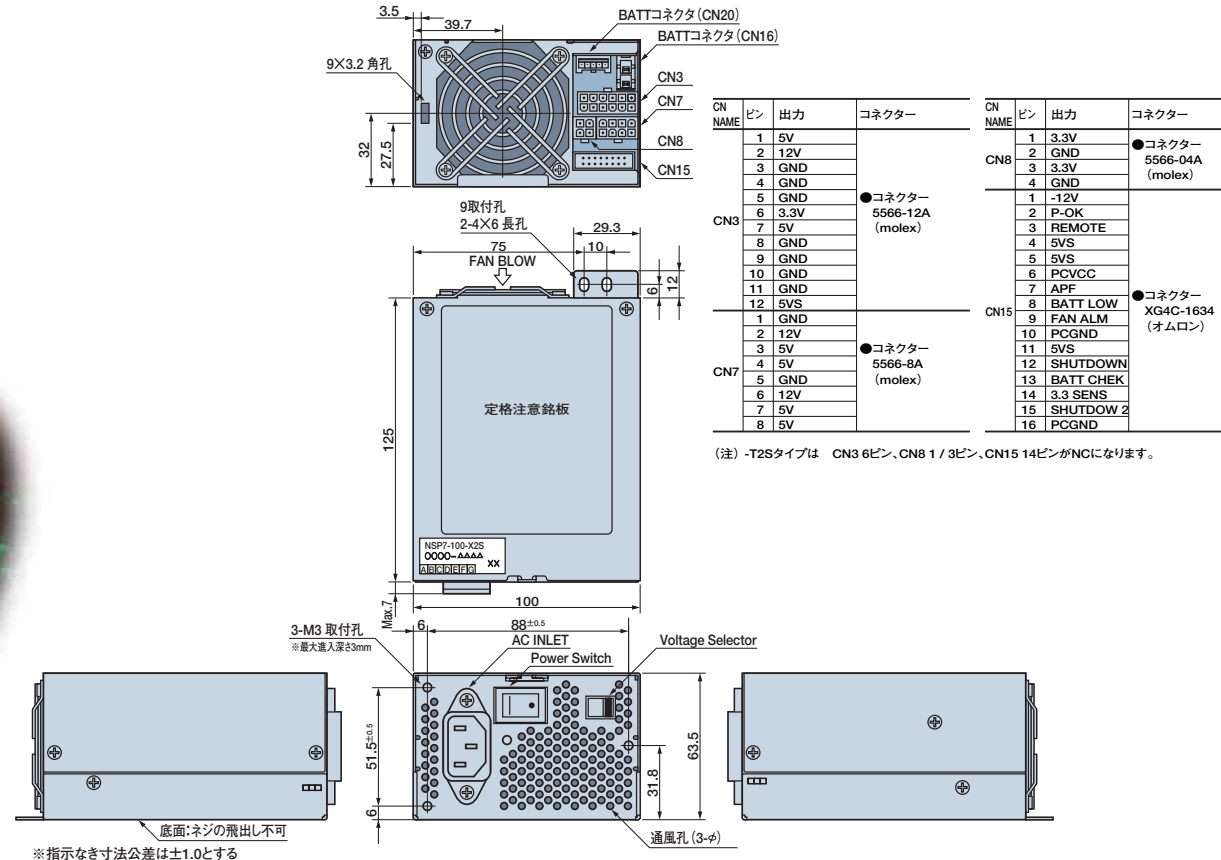 3.5
39.7
BATTコネクタ(CN20)
BATTコネクタ(CN16)
9×3.2 角孔
CN3
CN7
CN8
CN15
32
27.5
9取付孔
2-4×6 長孔
29.3
75
10
FAN BLOW
6
12
定格注意銘板
125
NSP7-100-X2S
OOOO-△△△△
XX
A B C D E F G
Max.7
100
3-M3 取付孔
※最大進入深さ3mm
6
88±0.5
AC INLET
Power Switch
Voltage Selector
51.5±0.5
6
63.5
31.8
底面:ネジの飛出し不可
通風孔(3-φ)
※指示なき寸法公差は±1.0とする
CN NAME ピン 出力 コネクター
CN3
1 5V
2 12V
3 GND
4 GND
5 GND
6 3.3V
7 5V
8 GND
9 GND
10 GND
11 GND
12 5VS
●コネクター
5566-12A
(molex)
CN7
1 GND
2 12V
3 5V
4 5V
5 GND
6 12V
7 5V
8 5V
●コネクター
5566-8A
(molex)
CN NAME ピン 出力 コネクター
CN8
1 3.3V
2 GND
3 3.3V
4 GND
●コネクター
5566-04A
(molex)
CN15
1 -12V
2 P-OK
3 REMOTE
4 5VS
5 5VS
6 PCVCC
7 APF
8 BATT LOW
9 FAN ALM
10 PCGND
11 5VS
12 SHUTDOWN
13 BATT CHEK
14 3.3 SENS
15 SHUTDOW 2
16 PCGND
●コネクター
XG4C-1634
(オムロン)
(注) -T2Sタイプは CN3 6ピン、CN8 1 / 3ピン、CN15 14ピンがNCになります。